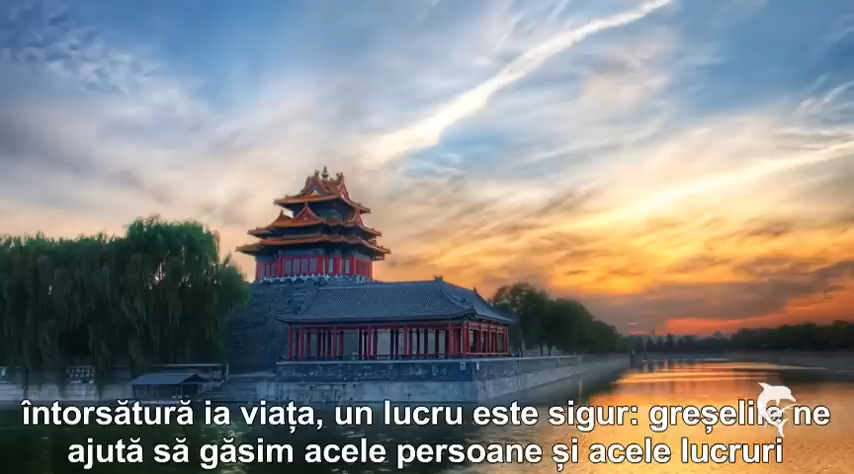 întorsătură ia viața, un lucru este sigur: greșelile ne
ajută să găsim acele persoane și acele lucruri